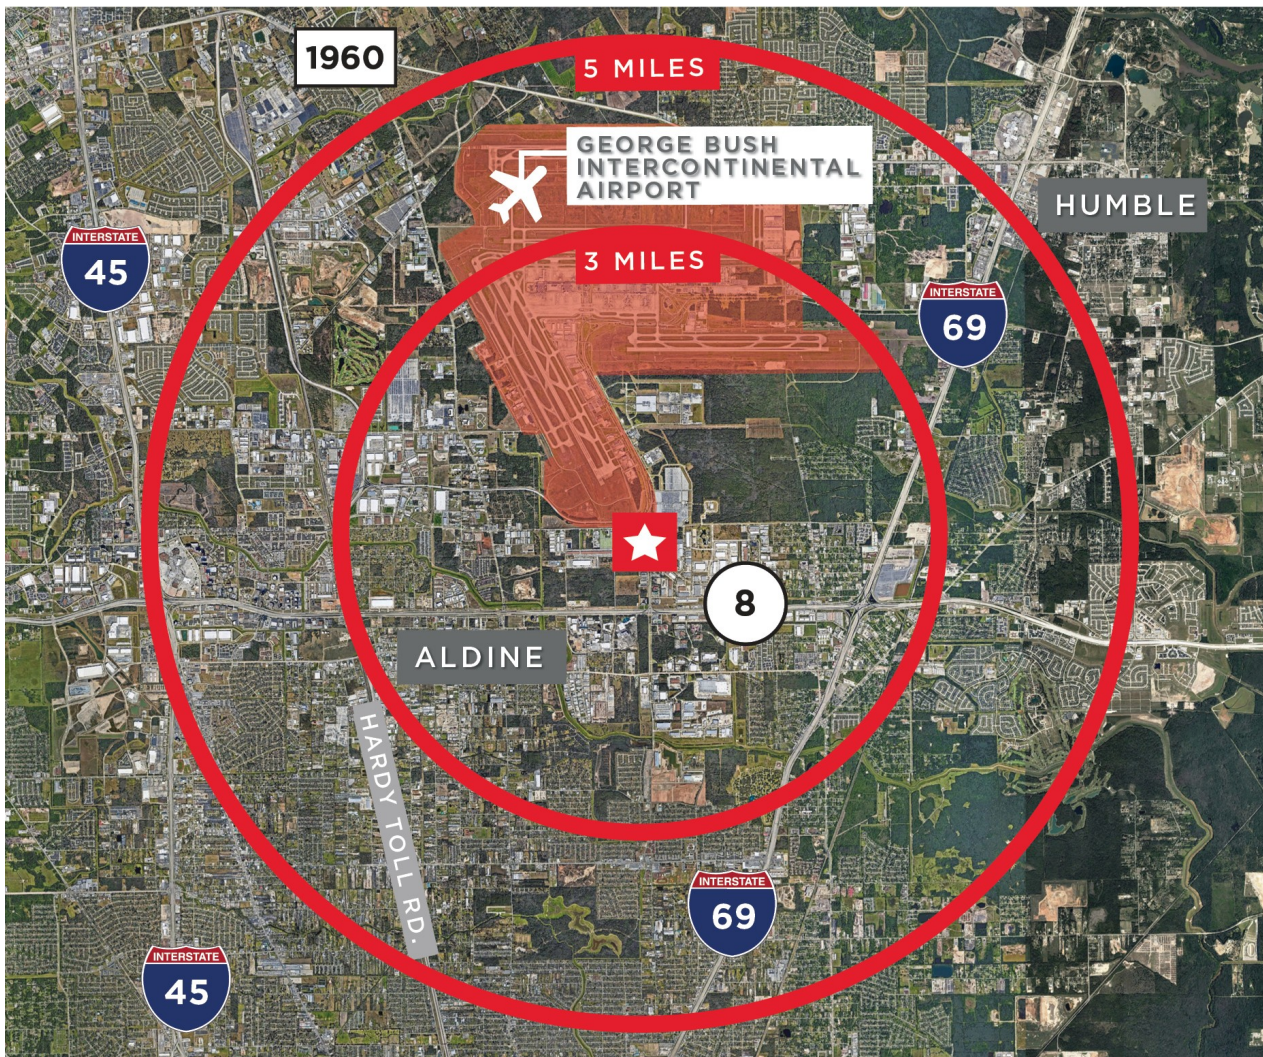 1960
5 MILES
GEORGE BUSH
INTERCONTINENTAL
AIRPORT
HUMBLE
INTERSTATE
45
3 MILES
INTERSTATE
69
8
ALDINE
HARDY TOLL RD.
INTERSTATE
69
INTERSTATE
45